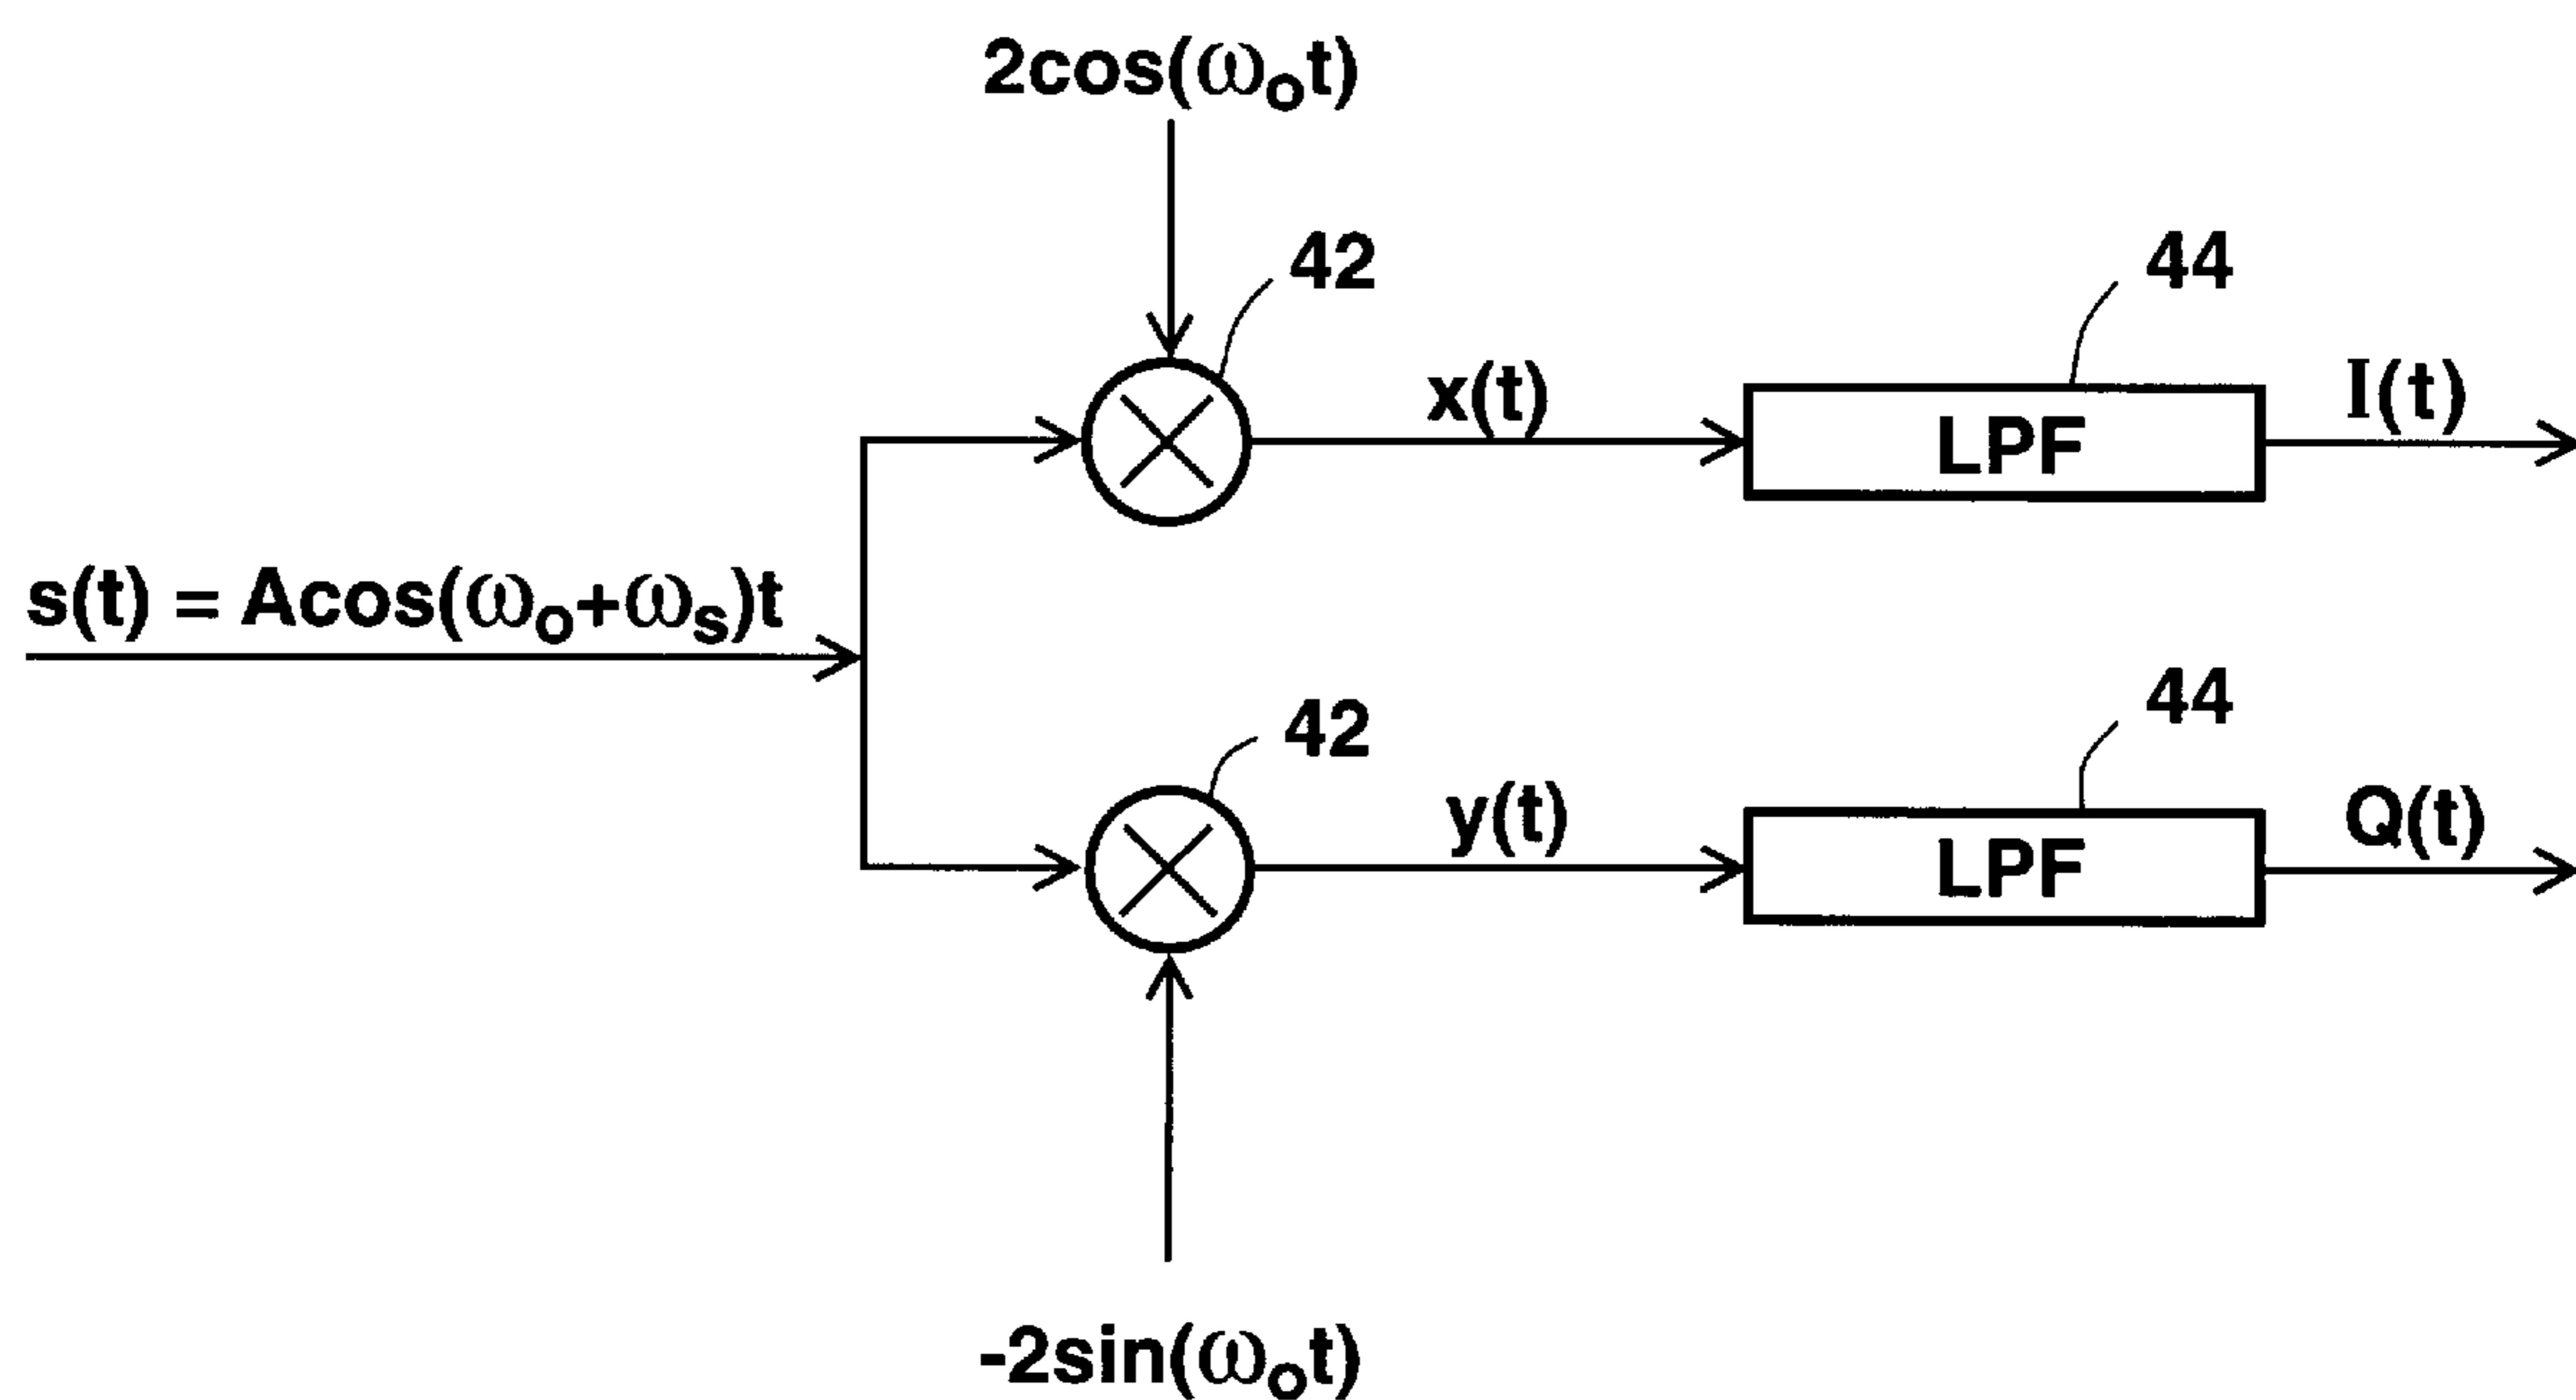 2cos(ωₒt)
42
44
x(t)
LPF
I(t)
s(t) = Acos(ωₒ+ωₛ)t
42
44
y(t)
LPF
Q(t)
-2sin(ωₒt)